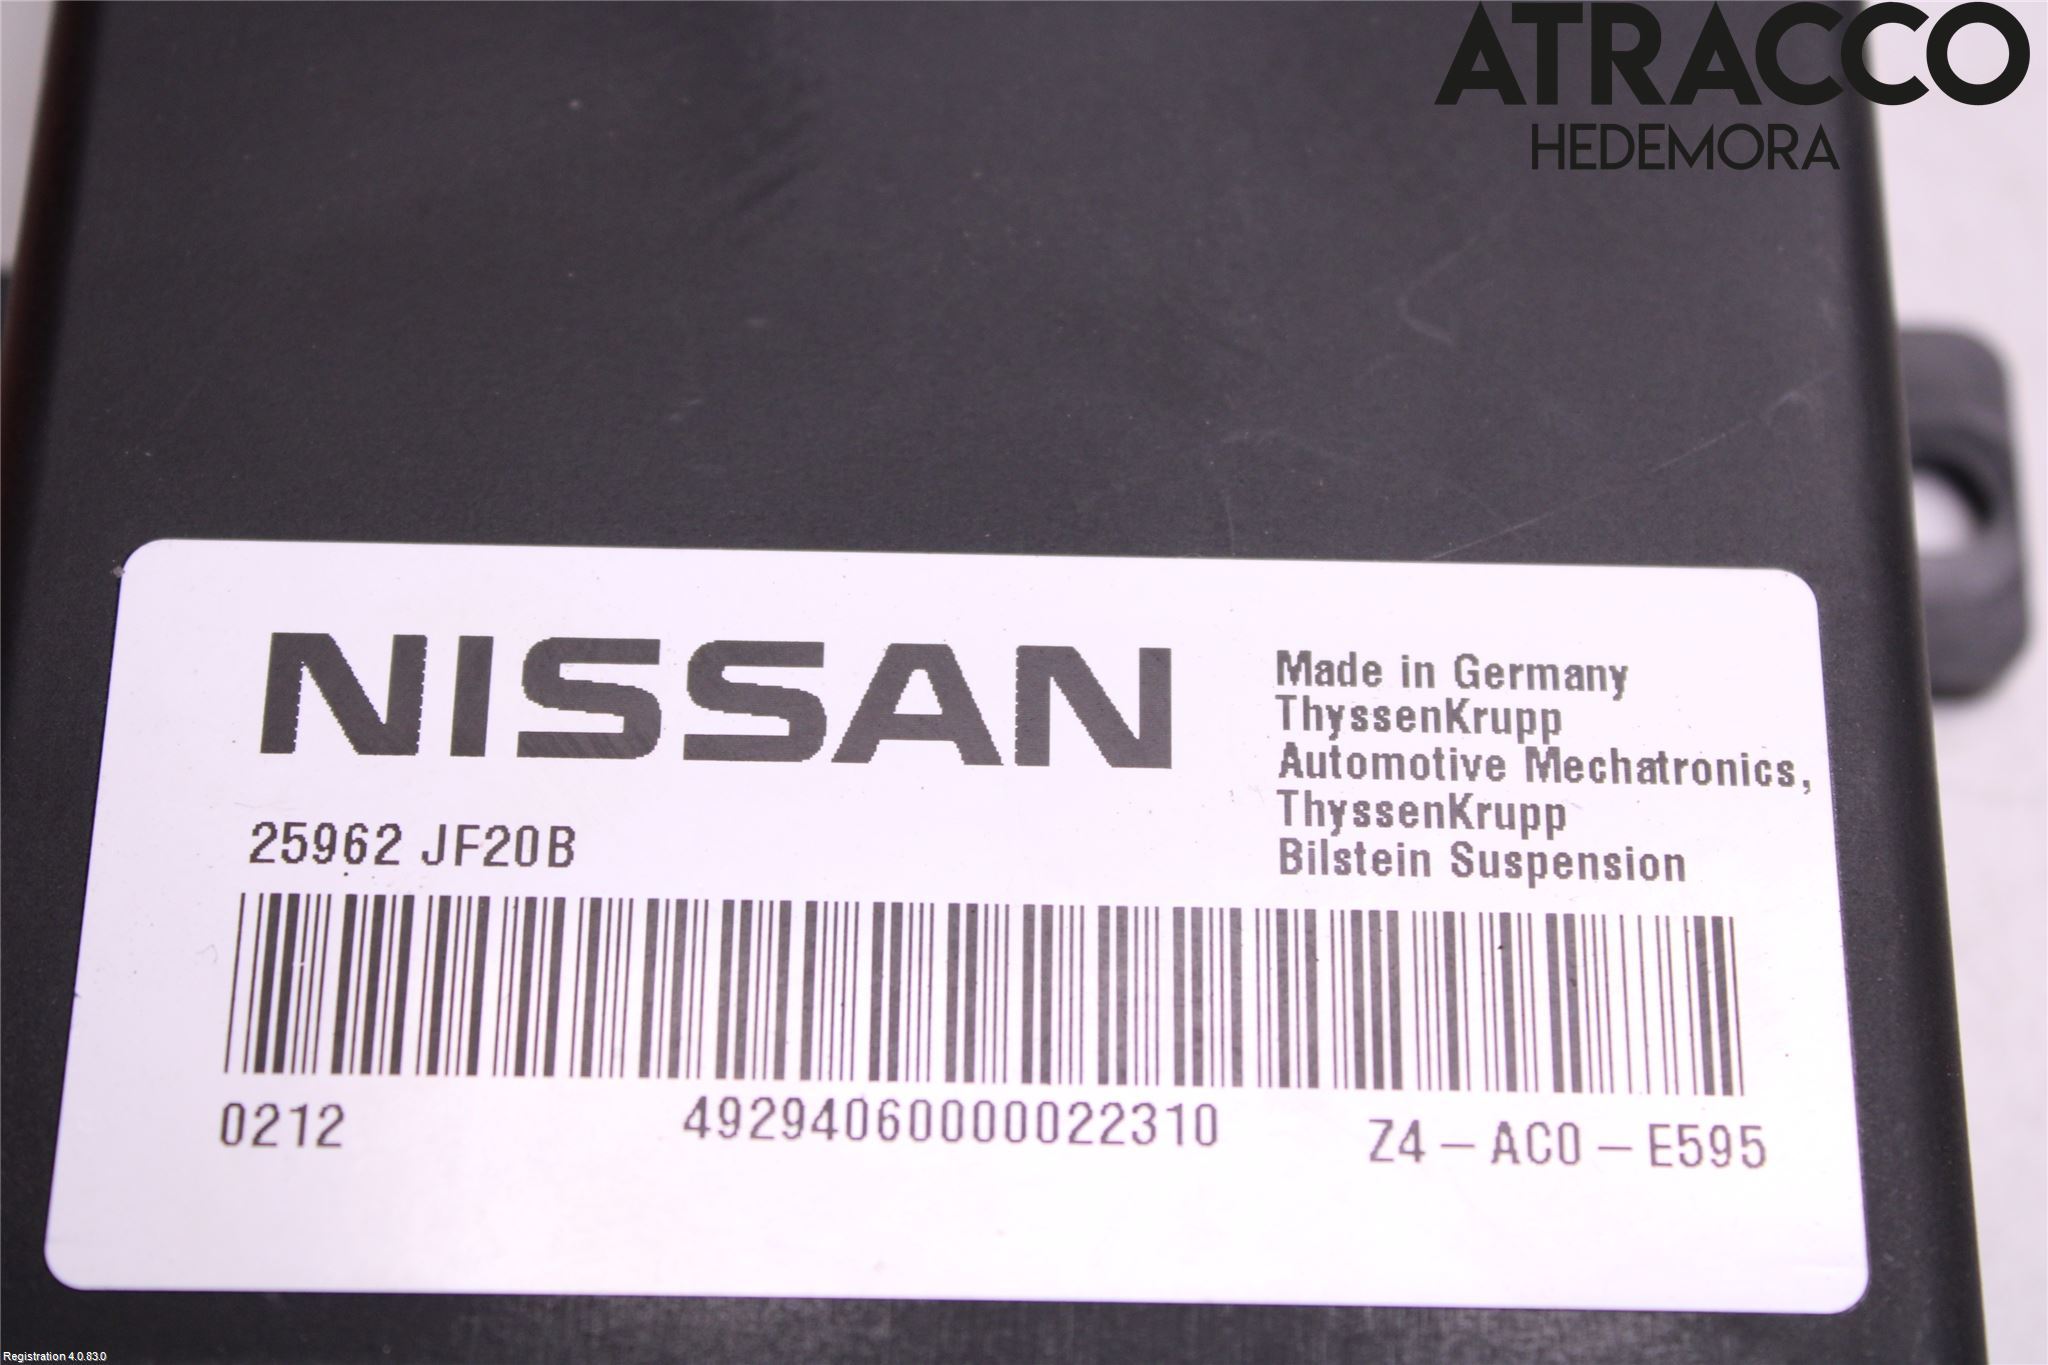 ATRACCO
HEDEMORA
NISSAN
Made in Germany
ThyssenKrupp
Automotive Mechatronics,
ThyssenKrupp
Bilstein Suspension
25962 JF20B
0212 49294060000022310 Z4-AC0-E595
Registration 4.0.83.0